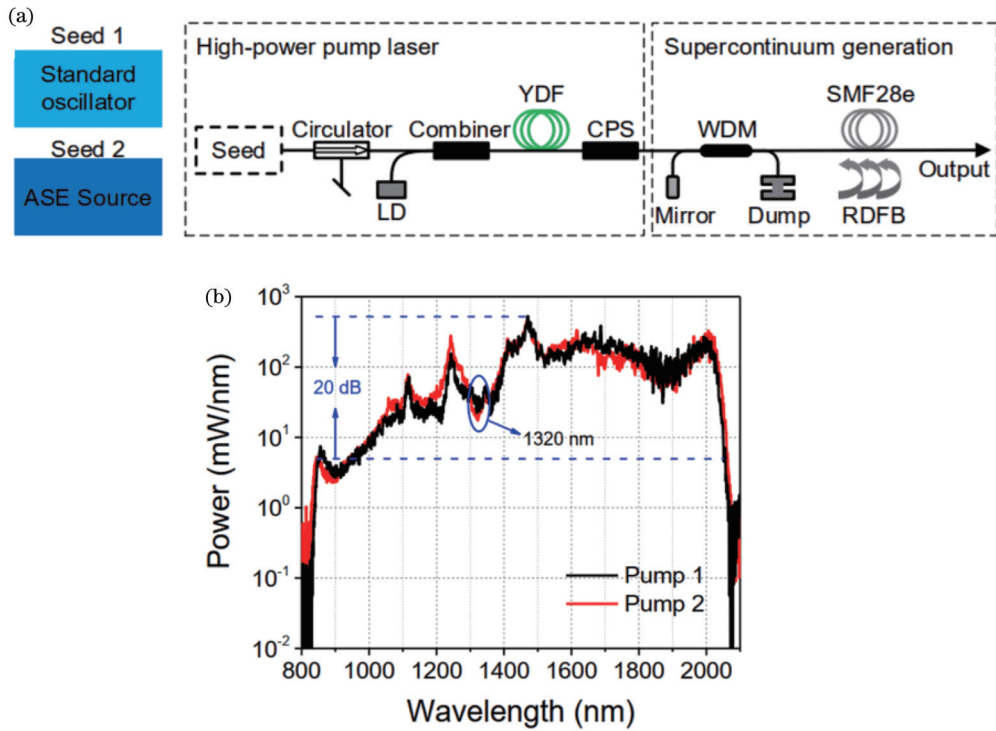 (a)
Seed 1
Standard
oscillator
Seed 2
ASE Source
High-power pump laser
Seed
Circulator
Combiner
YDF
CPS
LD
Supercontinuum generation
WDM
SMF28e
Mirror
Dump
RDFB
Output
(b)
10³
10²
10¹
10⁰
10⁻¹
10⁻²
Power (mW/nm)
20 dB
1320 nm
Pump 1
Pump 2
800 1000 1200 1400 1600 1800 2000
Wavelength (nm)